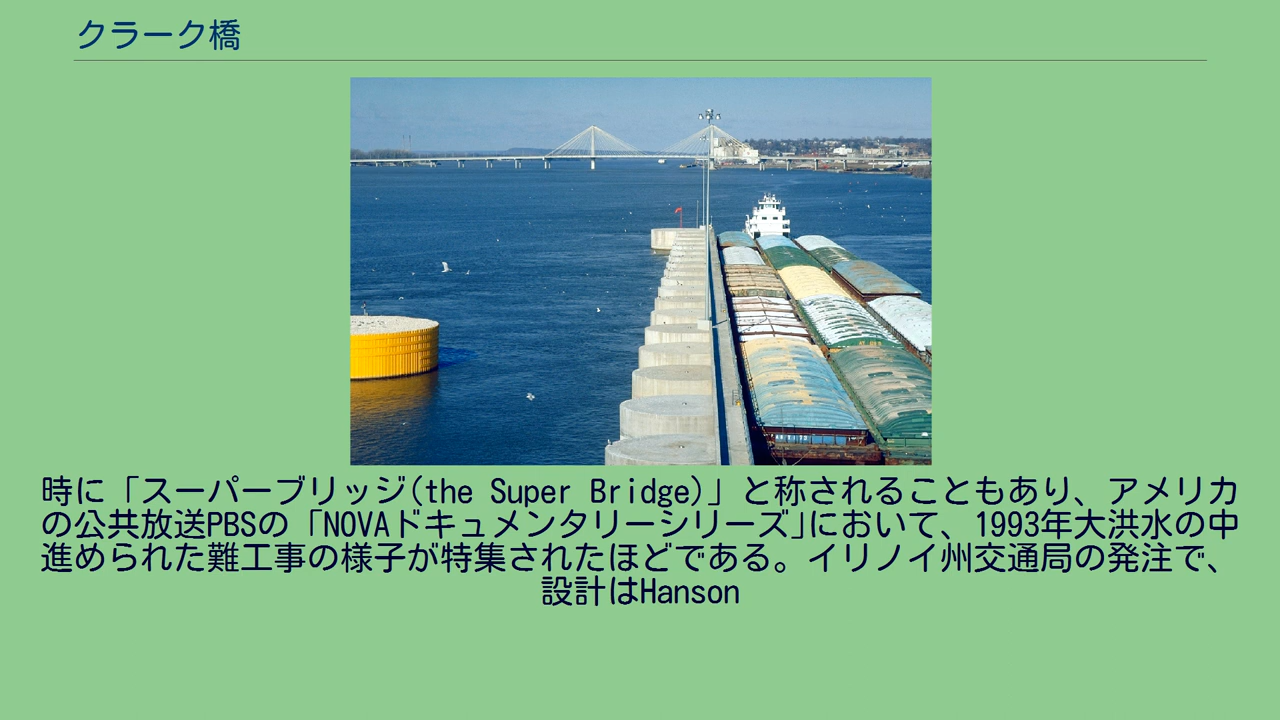 クラーク橋
時に「スーパーブリッジ(the Super Bridge)」と称されることもあり、アメリカ
の公共放送PBSの「NOVAドキュメンタリーシリーズ」において、1993年大洪水の中
進められた難工事の様子が特集されたほどである。イリノイ州交通局の発注で、
設計はHanson